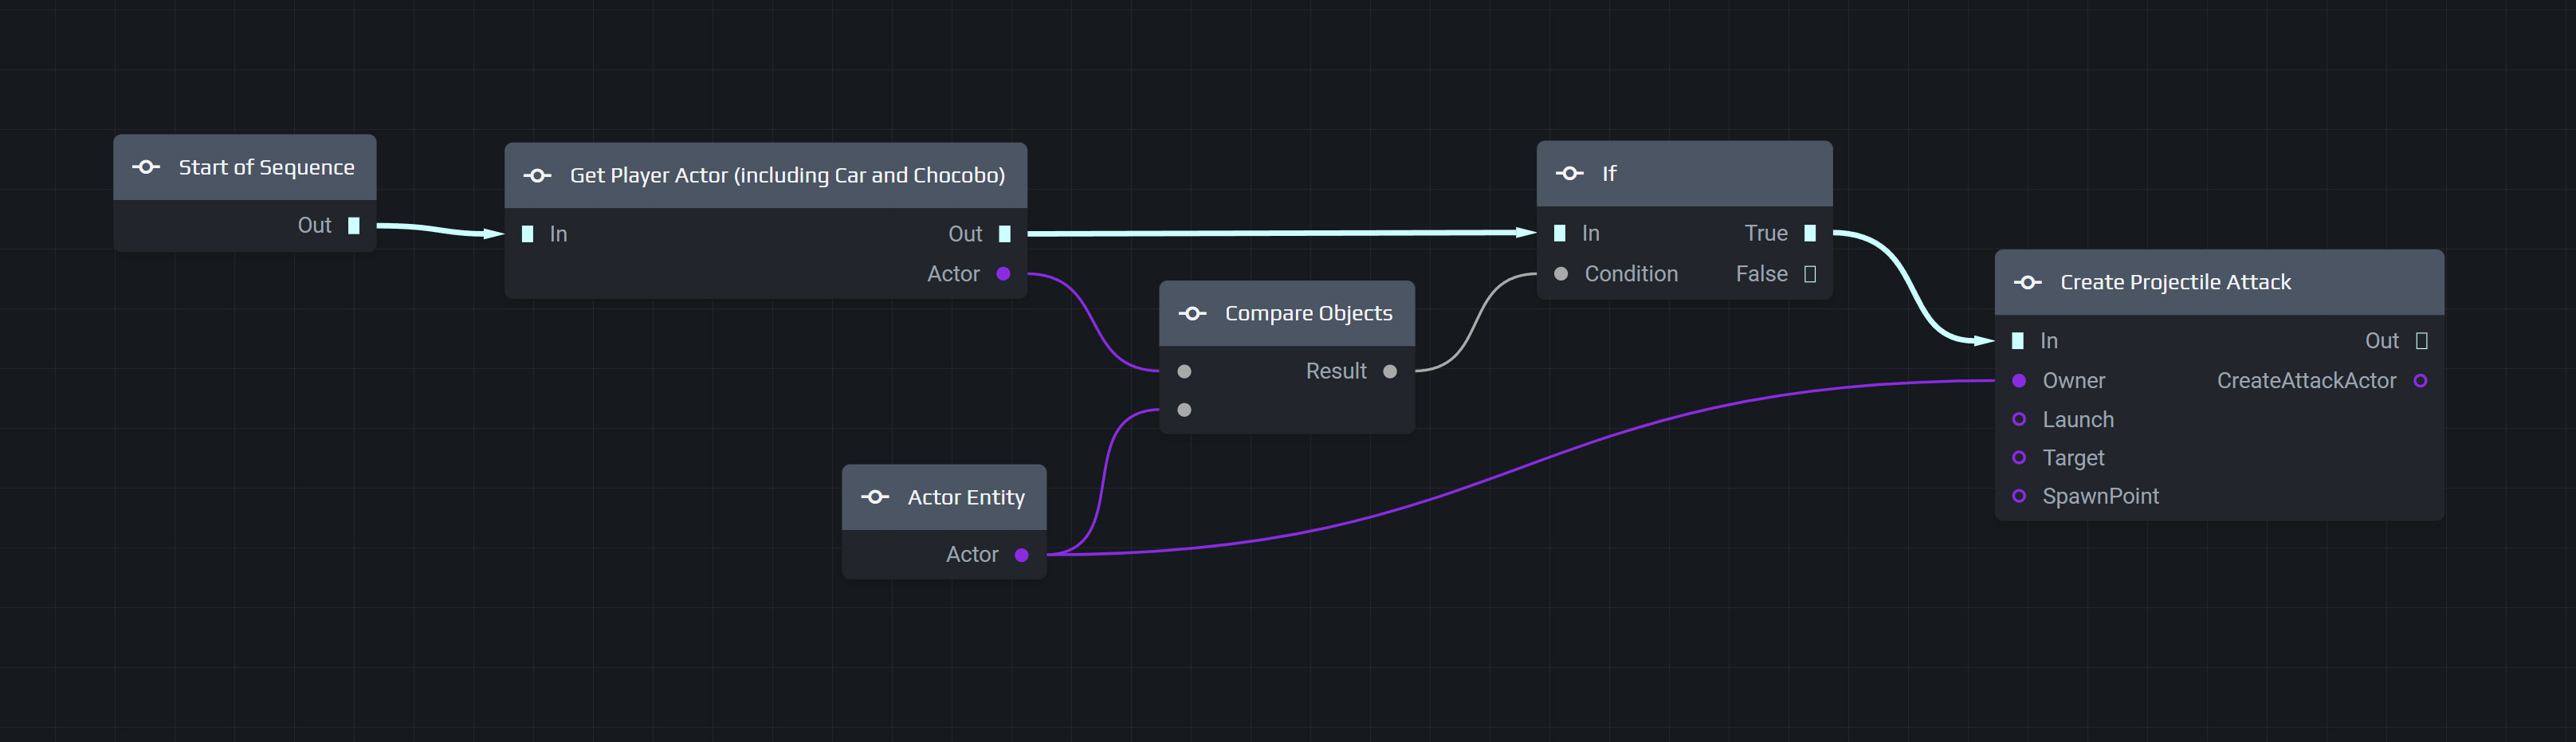 Start of Sequence
Out
Get Player Actor (including Car and Chocobo)
In
Out
Actor
Compare Objects
Result
Actor Entity
Actor
If
In
True
Condition
False
Create Projectile Attack
In
Out
Owner
CreateAttackActor
Launch
Target
SpawnPoint